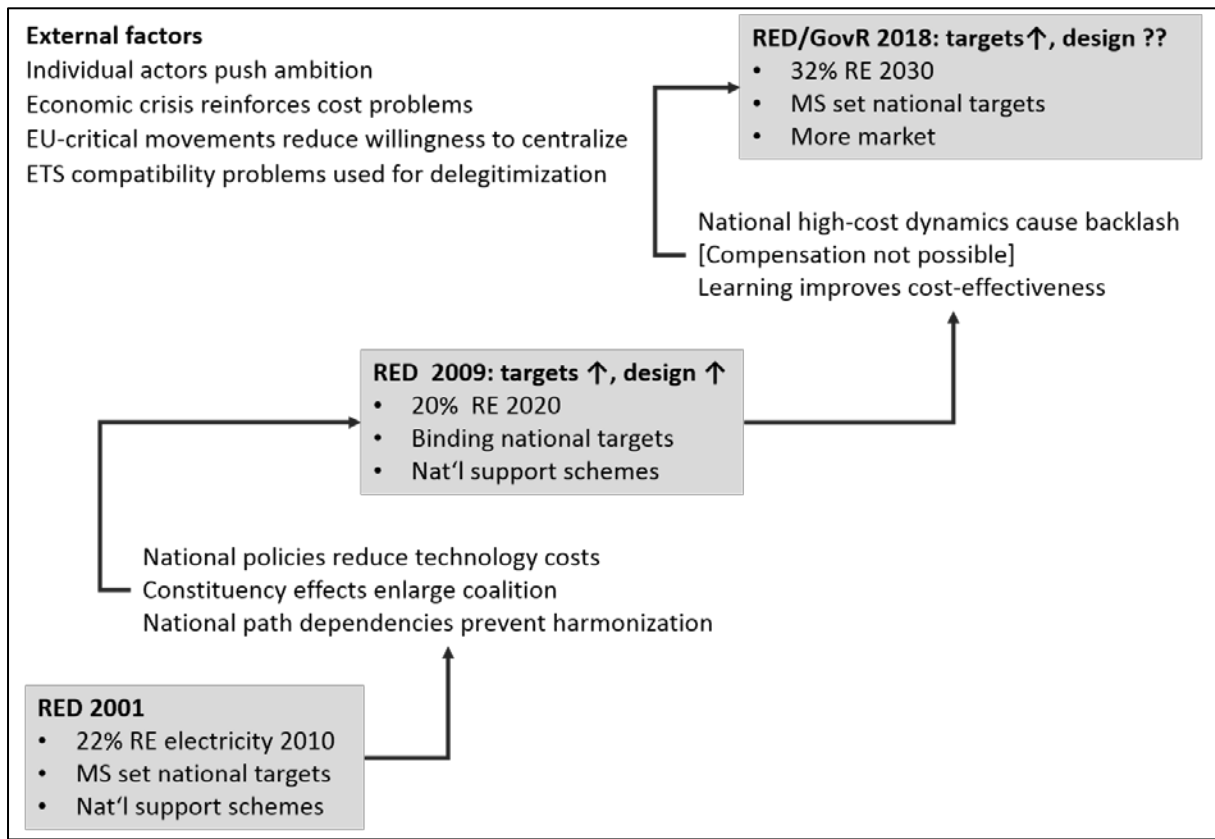 External factors
Individual actors push ambition
Economic crisis reinforces cost problems
EU-critical movements reduce willingness to centralize
ETS compatibility problems used for delegitimization
RED/GovR 2018: targets↑, design ??
• 32% RE 2030
• MS set national targets
• More market
National high-cost dynamics cause backlash
[Compensation not possible]
Learning improves cost-effectiveness
RED 2009: targets ↑, design ↑
• 20% RE 2020
• Binding national targets
• Nat‘l support schemes
National policies reduce technology costs
Constituency effects enlarge coalition
National path dependencies prevent harmonization
RED 2001
• 22% RE electricity 2010
• MS set national targets
• Nat‘l support schemes